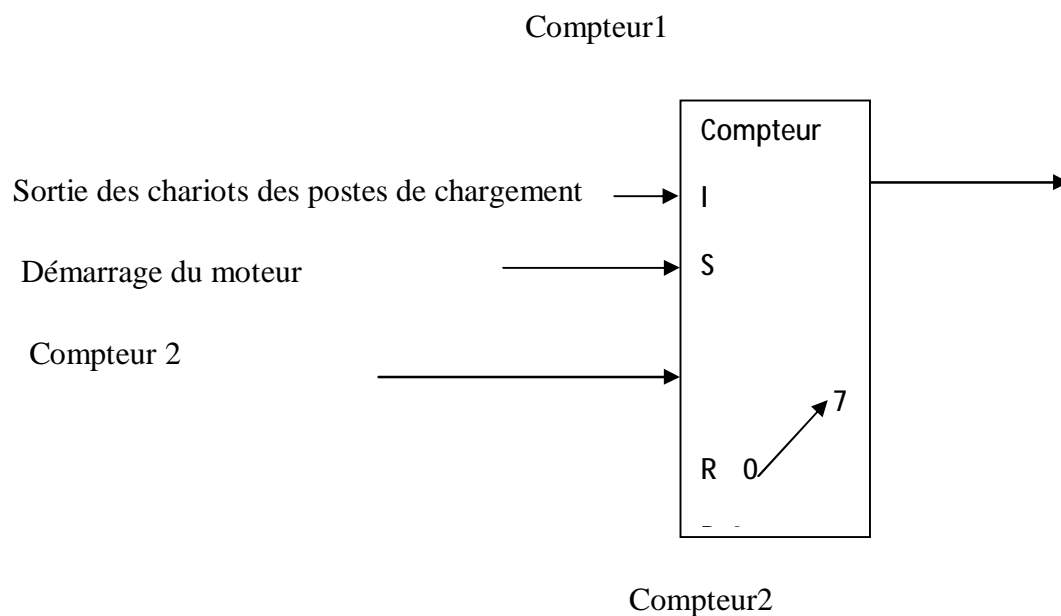 Compteur1
Compteur
Sortie des chariots des postes de chargement
I
Démarrage du moteur
S
Compteur 2
7
R 0
Compteur2